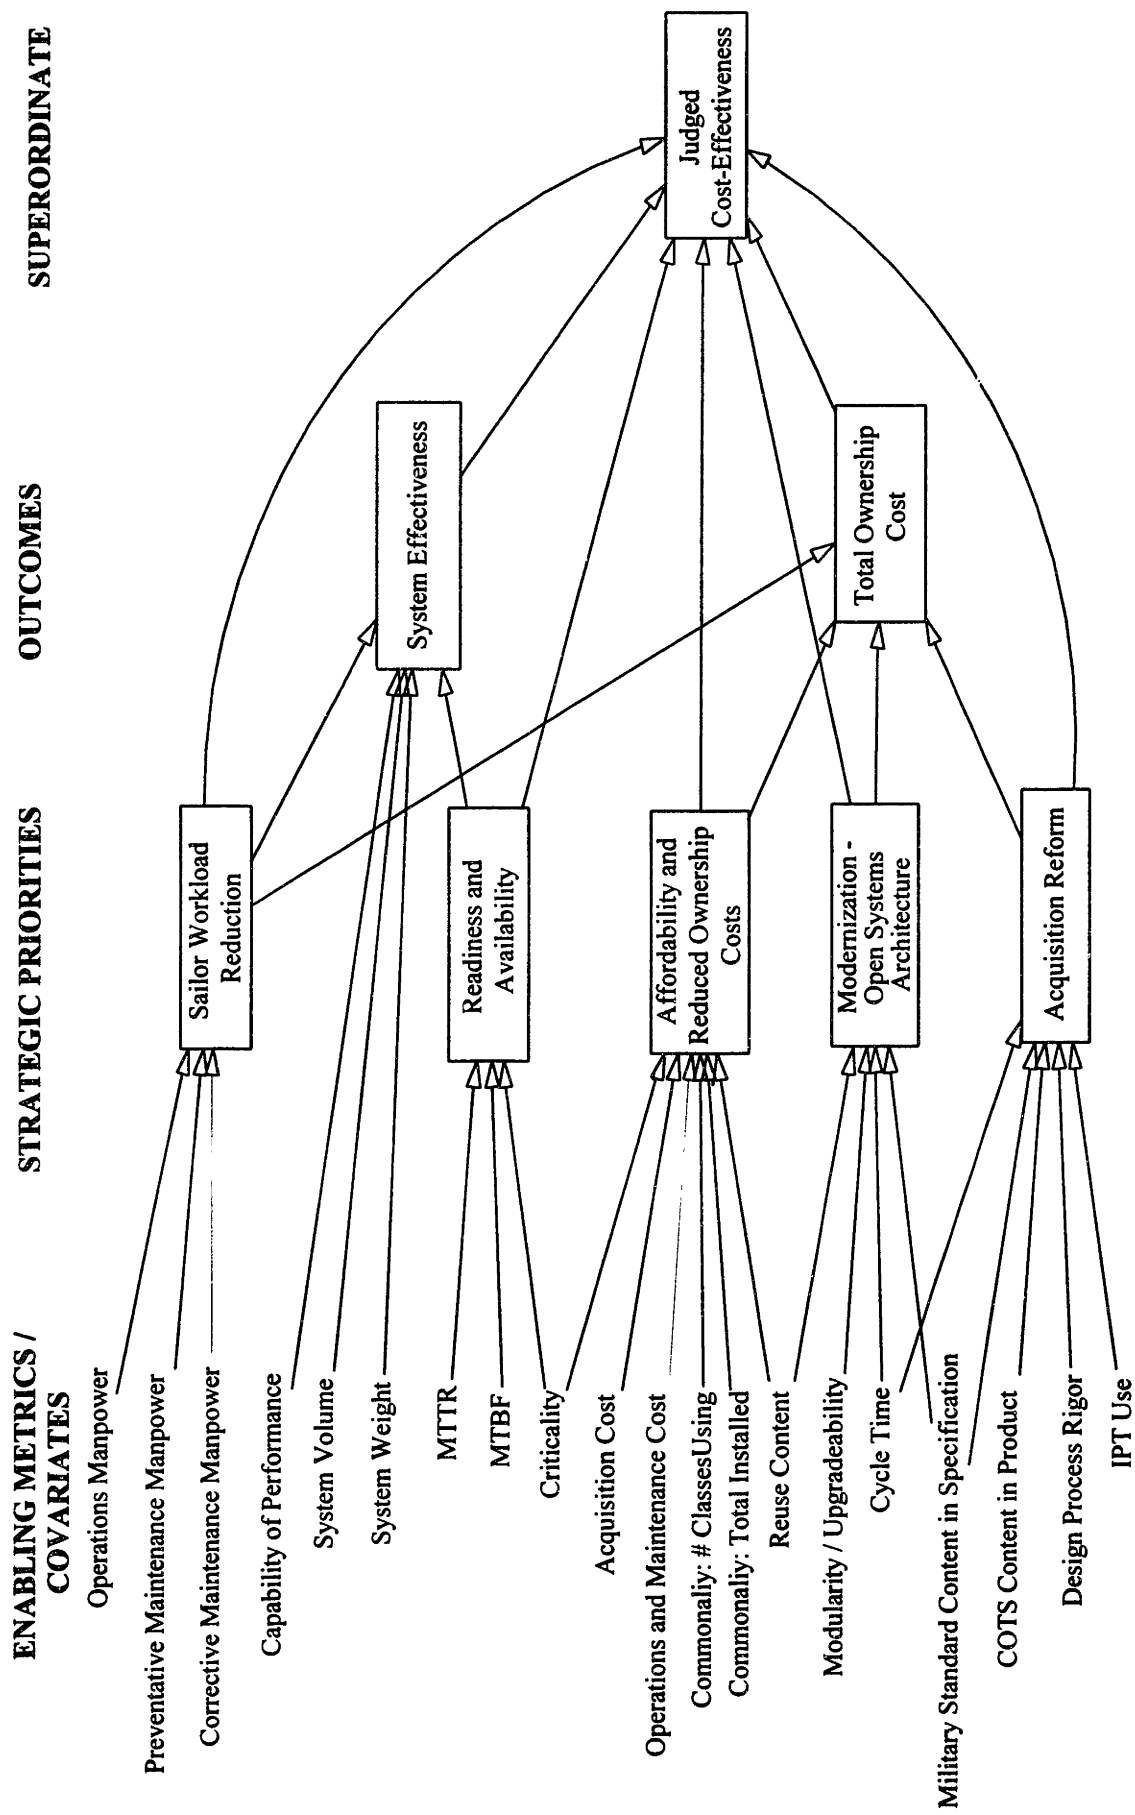 ENABLING METRICS /
COVARIATES
STRATEGIC PRIORITIES
OUTCOMES
SUPERORDINATE
Operations Manpower
Preventative Maintenance Manpower
Corrective Maintenance Manpower
Capability of Performance
System Volume
System Weight
MTTR
MTBF
Criticality
Acquisition Cost
Operations and Maintenance Cost
Commonaliy: # ClassesUsing
Commonaliy: Total Installed
Reuse Content
Modularity / Upgradeability
Cycle Time
Military Standard Content in Specification
COTS Content in Product
Design Process Rigor
IPT Use
Sailor Workload
Reduction
Readiness and
Availability
Affordability and
Reduced Ownership
Costs
Modernization -
Open Systems
Architecture
Acquisition Reform
System Effectiveness
Total Ownership
Cost
Judged
Cost-Effectiveness